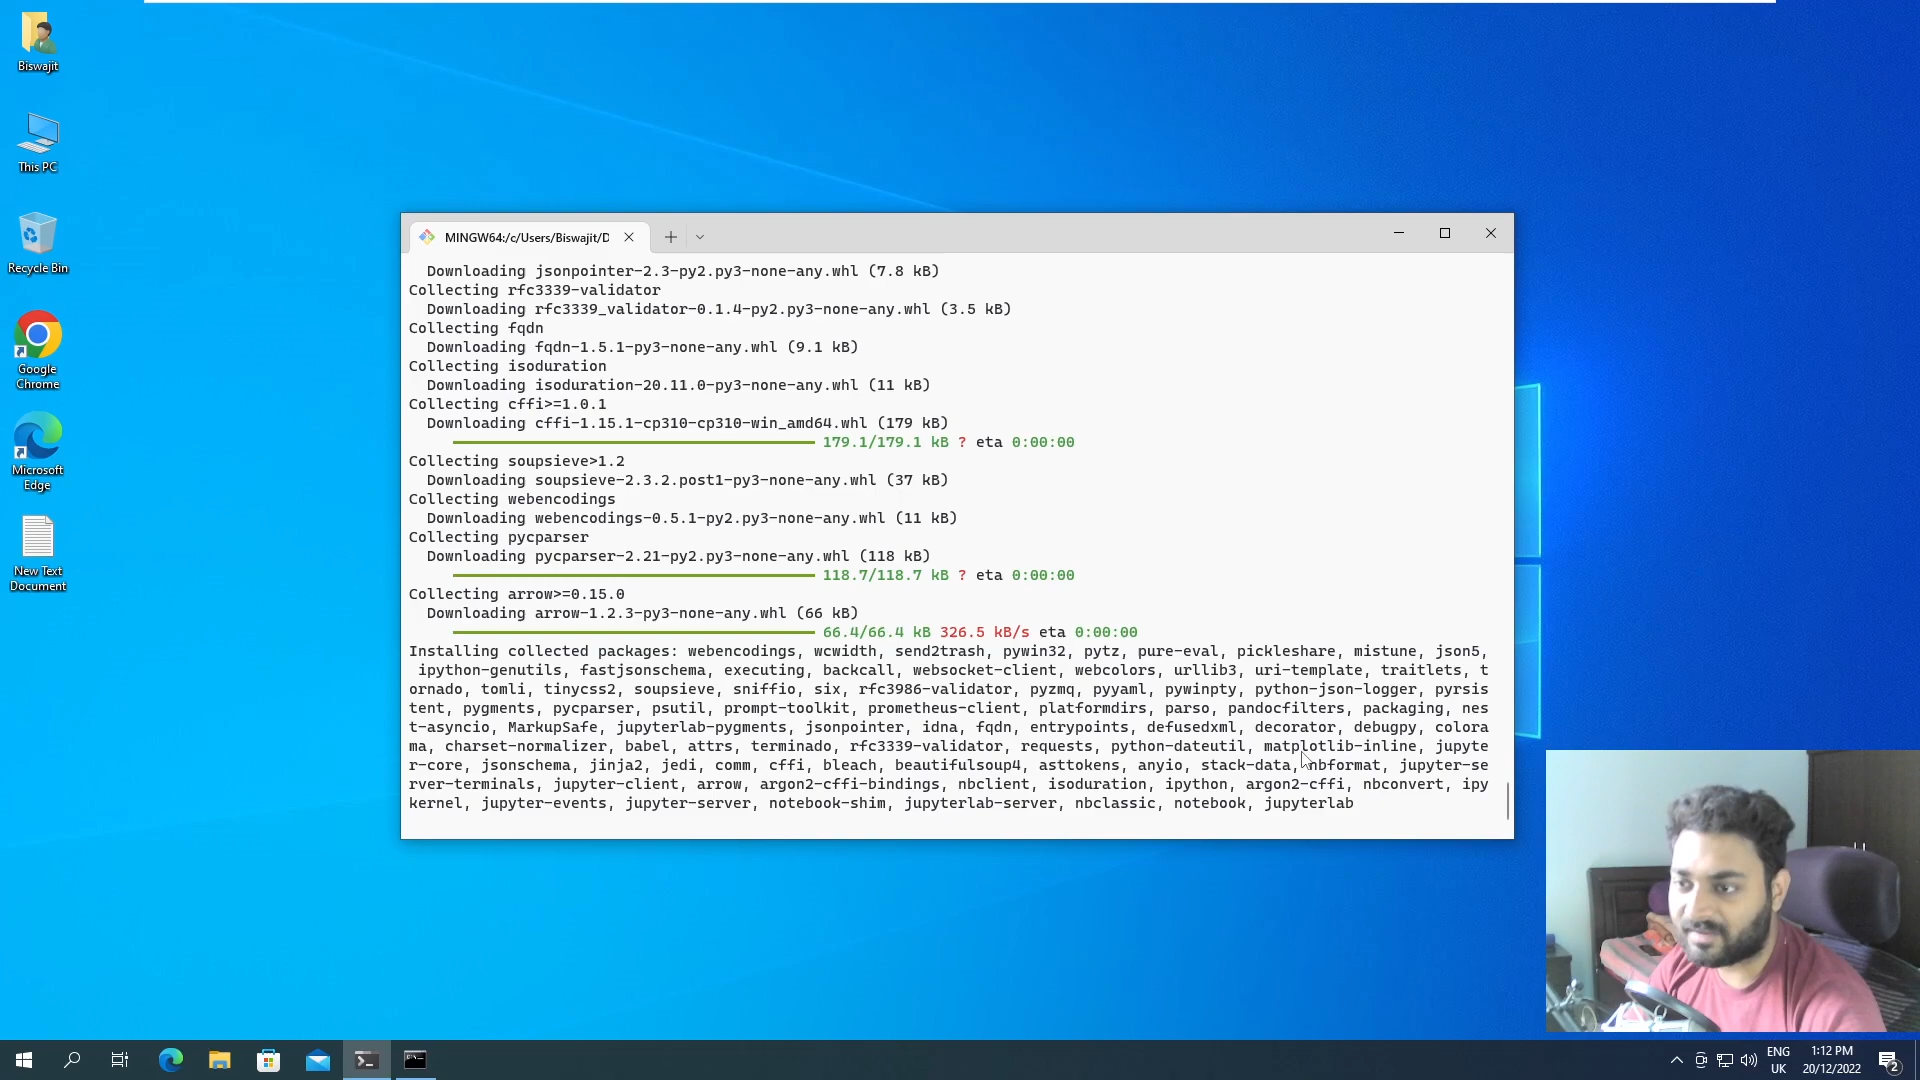 Biswajit
This PC
Recycle Bin
Google
Chrome
Microsoft
Edge
New Text
Document
MINGW64:/c/Users/Biswajit/D
Downloading jsonpointer-2.3-py2.py3-none-any.whl (7.8 kB)
Collecting rfc3339-validator
Downloading rfc3339_validator-0.1.4-py2.py3-none-any.whl (3.5 kB)
Collecting fqdn
Downloading fqdn-1.5.1-py3-none-any.whl (9.1 kB)
Collecting isoduration
Downloading isoduration-20.11.0-py3-none-any.whl (11 kB)
Collecting cffi>=1.0.1
Downloading cffi-1.15.1-cp310-cp310-win_amd64.whl (179 kB)
179.1/179.1 kB ? eta 0:00:00
Collecting soupsieve>1.2
Downloading soupsieve-2.3.2.post1-py3-none-any.whl (37 kB)
Collecting webencodings
Downloading webencodings-0.5.1-py2.py3-none-any.whl (11 kB)
Collecting pycparser
Downloading pycparser-2.21-py2.py3-none-any.whl (118 kB)
118.7/118.7 kB ? eta 0:00:00
Collecting arrow>=0.15.0
Downloading arrow-1.2.3-py3-none-any.whl (66 kB)
66.4/66.4 kB 326.5 kB/s eta 0:00:00
Installing collected packages: webencodings, wcwidth, send2trash, pywin32, pytz, pure-eval, pickleshare, mistune, json5,
ipython-genutils, fastjsonschema, executing, backcall, websocket-client, webcolors, urllib3, uri-template, traitlets, t
ornado, tomli, tinycss2, soupsieve, sniffio, six, rfc3986-validator, pyzmq, pyyaml, pywinpty, python-json-logger, pyrsis
tent, pygments, pycparser, psutil, prompt-toolkit, prometheus-client, platformdirs, parso, pandocfilters, packaging, nes
t-asyncio, MarkupSafe, jupyterlab-pygments, jsonpointer, idna, fqdn, entrypoints, defusedxml, decorator, debugpy, colora
ma, charset-normalizer, babel, attrs, terminado, rfc3339-validator, requests, python-dateutil, matplotlib-inline, jupyte
r-core, jsonschema, jinja2, jedi, comm, cffi, bleach, beautifulsoup4, asttokens, anyio, stack-data, nbformat, jupyter-se
rver-terminals, jupyter-client, arrow, argon2-cffi-bindings, nbclient, isoduration, ipython, argon2-cffi, nbconvert, ipy
kernel, jupyter-events, jupyter-server, notebook-shim, jupyterlab-server, nbclassic, notebook, jupyterlab
ENG
UK
1:12 PM
20/12/2022
2